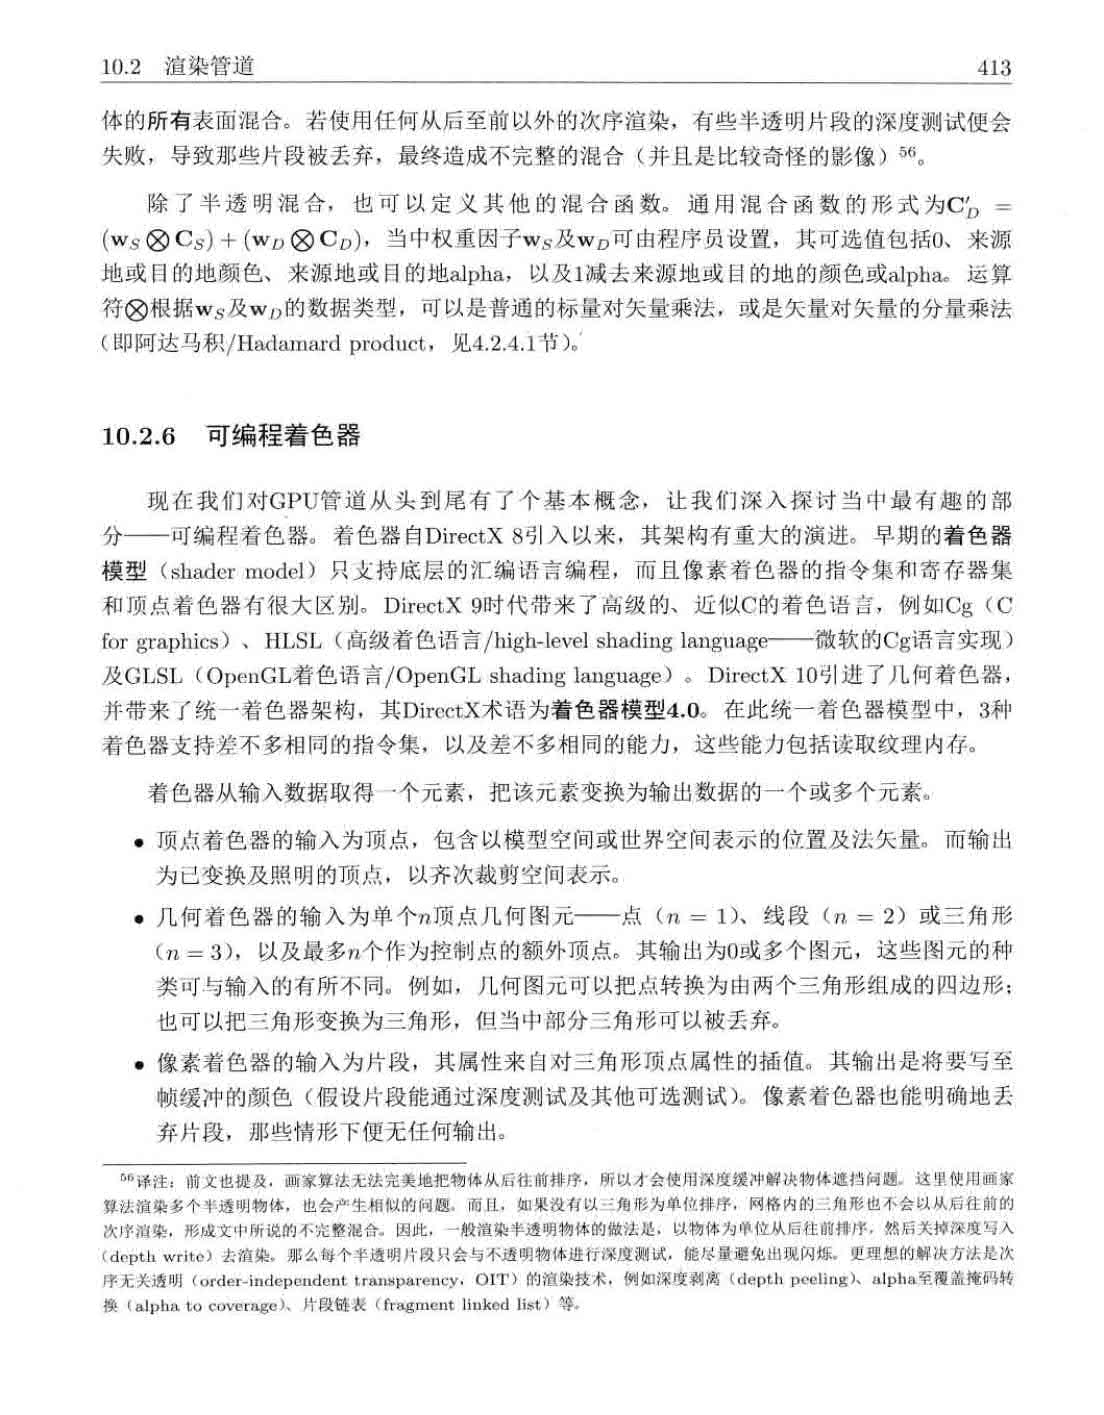 10.2 渲染管道 413
体的所有表面混合。若使用任何从后至前以外的次序渲染，有些半透明片段的深度测试便会
失败，导致那些片段被丢弃，最终造成不完整的混合（并且是比较奇怪的影像）⁵⁶。
除了半透明混合，也可以定义其他的混合函数。通用混合函数的形式为C′_D =
(w_S ⊗ C_S) + (w_D ⊗ C_D)，当中权重因子w_S及w_D可由程序员设置，其可选值包括0、来源
地或目的地颜色、来源地或目的地alpha，以及1减去来源地或目的地的颜色或alpha。运算
符⊗根据w_S及w_D的数据类型，可以是普通的标量对矢量乘法，或是矢量对矢量的分量乘法
（即阿达马积/Hadamard product，见4.2.4.1节）。
10.2.6 可编程着色器
现在我们对GPU管道从头到尾有了个基本概念，让我们深入探讨当中最有趣的部
分——可编程着色器。着色器自DirectX 8引入以来，其架构有重大的演进。早期的着色器
模型（shader model）只支持底层的汇编语言编程，而且像素着色器的指令集和寄存器集
和顶点着色器有很大区别。DirectX 9时代带来了高级的、近似C的着色语言，例如Cg（C
for graphics）、HLSL（高级着色语言/high-level shading language——微软的Cg语言实现）
及GLSL（OpenGL着色语言/OpenGL shading language）。DirectX 10引进了几何着色器，
并带来了统一着色器架构，其DirectX术语为着色器模型4.0。在此统一着色器模型中，3种
着色器支持差不多相同的指令集，以及差不多相同的能力，这些能力包括读取纹理内存。
着色器从输入数据取得一个元素，把该元素变换为输出数据的一个或多个元素。
• 顶点着色器的输入为顶点，包含以模型空间或世界空间表示的位置及法矢量。而输出
为已变换及照明的顶点，以齐次裁剪空间表示。
• 几何着色器的输入为单个n顶点几何图元——点（n = 1）、线段（n = 2）或三角形
（n = 3），以及最多n个作为控制点的额外顶点。其输出为0或多个图元，这些图元的种
类可与输入的有所不同。例如，几何图元可以把点转换为由两个三角形组成的四边形；
也可以把三角形变换为三角形，但当中部分三角形可以被丢弃。
• 像素着色器的输入为片段，其属性来自对三角形顶点属性的插值。其输出是将要写至
帧缓冲的颜色（假设片段能通过深度测试及其他可选测试）。像素着色器也能明确地丢
弃片段，那些情形下便无任何输出。
⁵⁶译注：前文也提及，画家算法无法完美地把物体从后往前排序，所以才会使用深度缓冲解决物体遮挡问题。这里使用画家
算法渲染多个半透明物体，也会产生相似的问题。而且，如果没有以三角形为单位排序，网格内的三角形也不会以从后往前的
次序渲染，形成文中所说的不完整混合。因此，一般渲染半透明物体的做法是，以物体为单位从后往前排序，然后关掉深度写入
（depth write）去渲染。那么每个半透明片段只会与不透明物体进行深度测试，能尽量避免出现闪烁。更理想的解决方法是次
序无关透明（order-independent transparency，OIT）的渲染技术，例如深度剥离（depth peeling）、alpha至覆盖掩码转
换（alpha to coverage）、片段链表（fragment linked list）等。